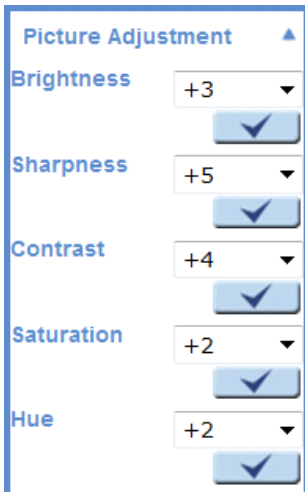 Picture Adjustment
Brightness
+3
Sharpness
+5
Contrast
+4
Saturation
+2
Hue
+2